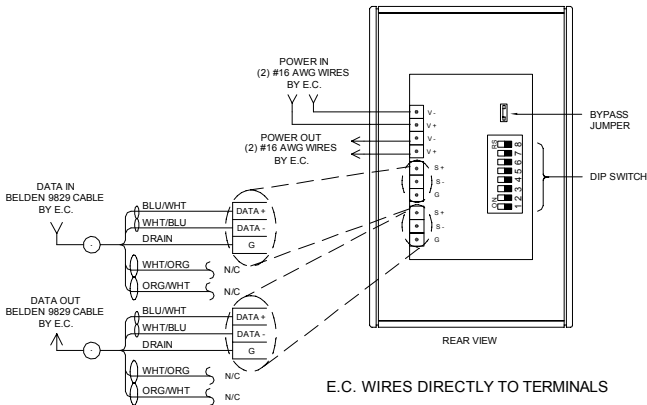 POWER IN
(2) #16 AWG WIRES
BY E.C.
V-
V+
V-
V+
POWER OUT
(2) #16 AWG WIRES
BY E.C.
S+
S-
G
S+
S-
G
BYPASS
JUMPER
RS
1 2 3 4 5 6 7 8
ON
DIP SWITCH
DATA IN
BELDEN 9829 CABLE
BY E.C.
BLU/WHT
WHT/BLU
DRAIN
WHT/ORG
ORG/WHT
DATA +
DATA -
G
N/C
N/C
DATA OUT
BELDEN 9829 CABLE
BY E.C.
BLU/WHT
WHT/BLU
DRAIN
WHT/ORG
ORG/WHT
DATA +
DATA -
G
N/C
N/C
REAR VIEW
E.C. WIRES DIRECTLY TO TERMINALS